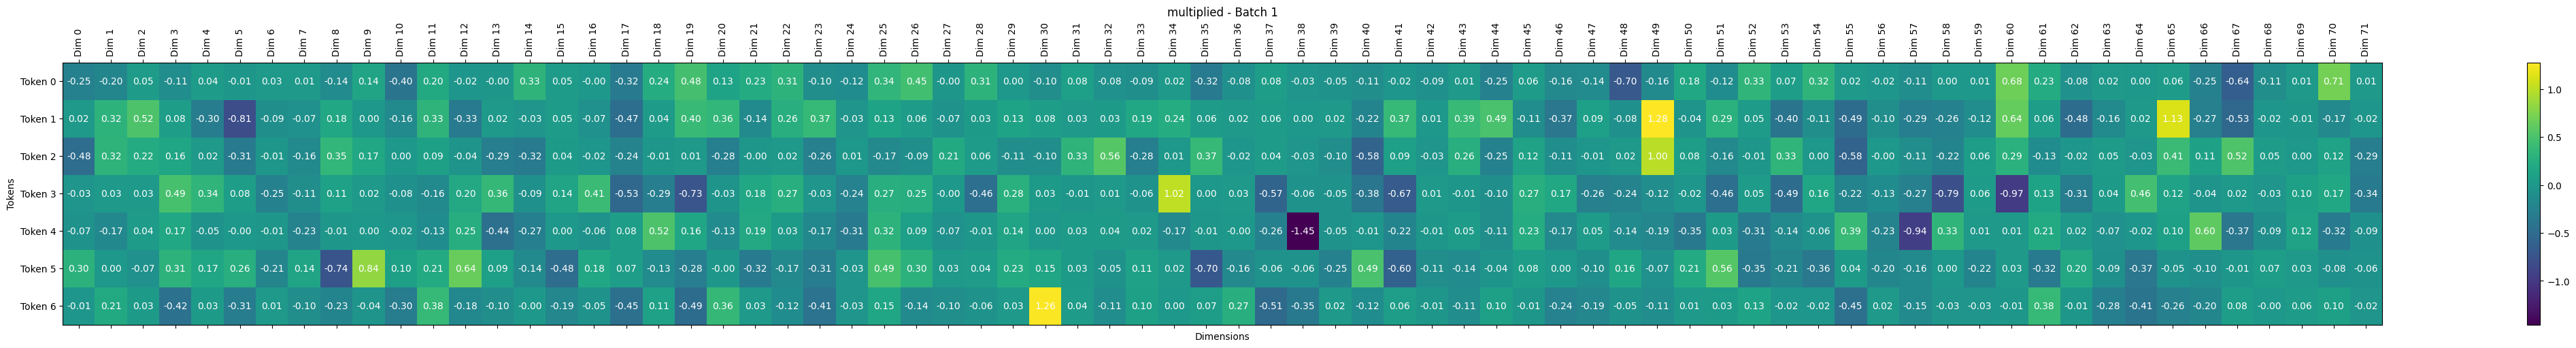 multiplied - Batch 1
Dim 0 Dim 1 Dim 2 Dim 3 Dim 4 Dim 5 Dim 6 Dim 7 Dim 8 Dim 9 Dim 10 Dim 11 Dim 12 Dim 13 Dim 14 Dim 15 Dim 16 Dim 17 Dim 18 Dim 19 Dim 20 Dim 21 Dim 22 Dim 23 Dim 24 Dim 25 Dim 26 Dim 27 Dim 28 Dim 29 Dim 30 Dim 31 Dim 32 Dim 33 Dim 34 Dim 35 Dim 36 Dim 37 Dim 38 Dim 39 Dim 40 Dim 41 Dim 42 Dim 43 Dim 44 Dim 45 Dim 46 Dim 47 Dim 48 Dim 49 Dim 50 Dim 51 Dim 52 Dim 53 Dim 54 Dim 55 Dim 56 Dim 57 Dim 58 Dim 59 Dim 60 Dim 61 Dim 62 Dim 63 Dim 64 Dim 65 Dim 66 Dim 67 Dim 68 Dim 69 Dim 70 Dim 71
Token 0 -0.25 -0.20 0.05 -0.11 0.04 -0.01 0.03 0.01 -0.14 0.14 -0.40 0.20 -0.02 -0.00 0.33 0.05 -0.00 -0.32 0.24 0.48 0.13 0.23 0.31 -0.10 -0.12 0.34 0.45 -0.00 0.31 0.00 -0.10 0.08 -0.08 -0.09 0.02 -0.32 -0.08 0.08 -0.03 -0.05 -0.11 -0.02 -0.09 0.01 -0.25 0.06 -0.16 -0.14 -0.70 -0.16 0.18 -0.12 0.33 0.07 0.32 0.02 -0.02 -0.11 0.00 0.01 0.68 0.23 -0.08 0.02 0.00 0.06 -0.25 -0.64 -0.11 0.01 0.71 0.01
Token 1 0.02 0.32 0.52 0.08 -0.30 -0.81 -0.09 -0.07 0.18 0.00 -0.16 0.33 -0.33 0.02 -0.03 0.05 -0.07 -0.47 0.04 0.40 0.36 -0.14 0.26 0.37 -0.03 0.13 0.06 -0.07 0.03 0.13 0.08 0.03 0.03 0.19 0.24 0.06 0.02 0.06 0.00 0.02 -0.22 0.37 0.01 0.39 0.49 -0.11 -0.37 0.09 -0.08 1.28 -0.04 0.29 0.05 -0.40 -0.11 -0.49 -0.10 -0.29 -0.26 -0.12 0.64 0.06 -0.48 -0.16 0.02 1.13 -0.27 -0.53 -0.02 -0.01 -0.17 -0.02
Token 2 -0.48 0.32 0.22 0.16 0.02 -0.31 -0.01 -0.16 0.35 0.17 0.00 0.09 -0.04 -0.29 -0.32 0.04 -0.02 -0.24 -0.01 0.01 -0.28 -0.00 0.02 -0.26 0.01 -0.17 -0.09 0.21 0.06 -0.11 -0.10 0.33 0.56 -0.28 0.01 0.37 -0.02 0.04 -0.03 -0.10 -0.58 0.09 -0.03 0.26 -0.25 0.12 -0.11 -0.01 0.02 1.00 0.08 -0.16 -0.01 0.33 0.00 -0.58 -0.00 -0.11 -0.22 0.06 0.29 -0.13 -0.02 0.05 -0.03 0.41 0.11 0.52 0.05 0.00 0.12 -0.29
Token 3 -0.03 0.03 0.03 0.49 0.34 0.08 -0.25 -0.11 0.11 0.02 -0.08 -0.16 0.20 0.36 -0.09 0.14 0.41 -0.53 -0.29 -0.73 -0.03 0.18 0.27 -0.03 -0.24 0.27 0.25 -0.00 -0.46 0.28 0.03 -0.01 0.01 -0.06 1.02 0.00 0.03 -0.57 -0.06 -0.05 -0.38 -0.67 0.01 -0.01 -0.10 0.27 0.17 -0.26 -0.24 -0.12 -0.02 -0.46 0.05 -0.49 0.16 -0.22 -0.13 -0.27 -0.79 0.06 -0.97 0.13 -0.31 0.04 0.46 0.12 -0.04 0.02 -0.03 0.10 0.17 -0.34
Token 4 -0.07 -0.17 0.04 0.17 -0.05 -0.00 -0.01 -0.23 -0.01 0.00 -0.02 -0.13 0.25 -0.44 -0.27 0.00 -0.06 0.08 0.52 0.16 -0.13 0.19 0.03 -0.17 -0.31 0.32 0.09 -0.07 -0.01 0.14 0.00 0.03 0.04 0.02 -0.17 -0.01 -0.00 -0.26 -1.45 -0.05 -0.01 -0.22 -0.01 0.05 -0.11 0.23 -0.17 0.05 -0.14 -0.19 -0.35 0.03 -0.31 -0.14 -0.06 0.39 -0.17 -0.94 0.33 0.01 0.01 0.21 0.02 -0.07 -0.02 0.10 0.60 -0.37 -0.09 0.12 -0.32 -0.09
Token 5 0.30 0.00 -0.07 0.31 0.17 0.26 -0.21 0.14 -0.74 0.84 0.10 0.21 0.64 0.09 -0.14 -0.48 0.18 0.07 -0.13 -0.28 -0.00 -0.32 -0.17 -0.31 -0.03 0.49 0.30 0.03 0.04 0.23 0.15 0.03 -0.05 0.11 0.02 -0.70 -0.16 -0.06 -0.06 -0.25 0.49 -0.60 -0.11 -0.14 -0.04 0.08 0.00 -0.10 0.16 -0.07 0.21 0.56 -0.35 -0.21 -0.36 0.04 -0.20 -0.16 0.00 -0.22 0.03 -0.32 0.20 -0.09 -0.37 -0.05 -0.10 -0.01 0.07 0.03 -0.08 -0.06
Token 6 -0.01 0.21 0.03 -0.42 0.03 -0.31 0.01 -0.10 -0.23 -0.04 -0.30 0.38 -0.18 -0.10 -0.00 -0.19 -0.05 -0.45 0.11 -0.49 0.36 0.03 -0.12 -0.41 -0.03 0.15 -0.14 -0.10 -0.06 0.03 1.26 0.04 -0.11 0.10 0.00 0.07 0.27 -0.51 -0.35 0.02 -0.12 0.06 -0.01 -0.11 0.10 -0.01 -0.24 -0.19 -0.05 -0.11 0.01 0.03 0.13 -0.02 -0.02 -0.45 0.02 -0.15 -0.03 -0.03 -0.01 0.38 -0.01 -0.28 -0.41 -0.26 -0.20 0.08 -0.00 -0.06 0.10 -0.02
Tokens
Dimensions
1.0
0.5
0.0
-0.5
-1.0